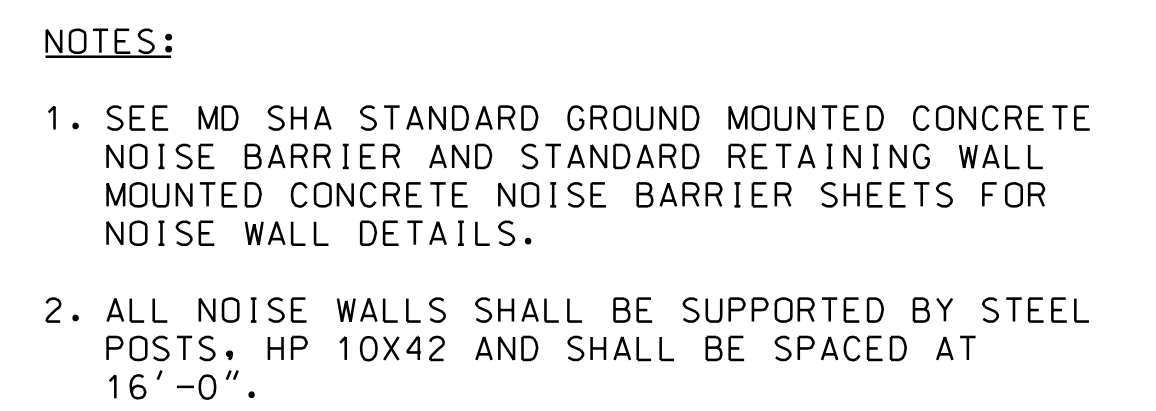 NOTES:
1. SEE MD SHA STANDARD GROUND MOUNTED CONCRETE
NOISE BARRIER AND STANDARD RETAINING WALL
MOUNTED CONCRETE NOISE BARRIER SHEETS FOR
NOISE WALL DETAILS.
2. ALL NOISE WALLS SHALL BE SUPPORTED BY STEEL
POSTS, HP 10X42 AND SHALL BE SPACED AT
16'-0".